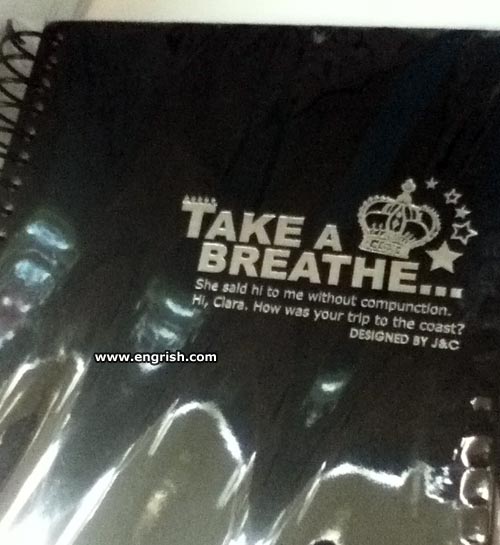 TAKE A
BREATHE...
She said hi to me without compunction.
Hi, Clara. How was your trip to the coast?
DESIGNED BY J&C
www.engrish.com